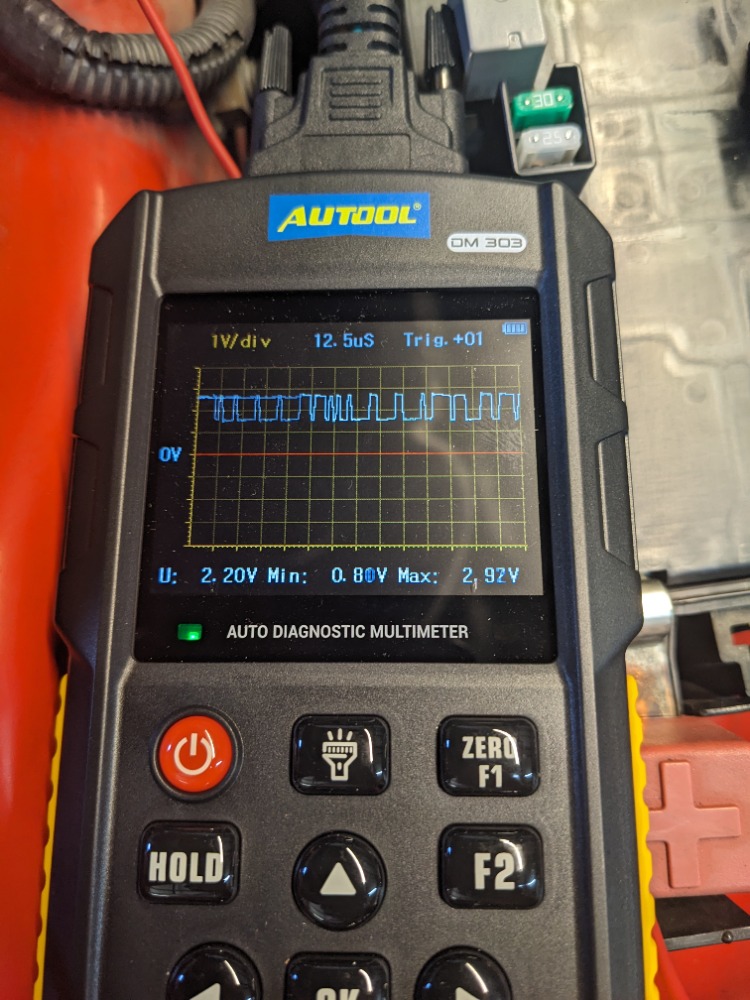 30
25
AUTOOL®
DM 303
1V/div 12.5uS Trig.+01
0V
U: 2.20V Min: 0.80V Max: 2.92V
AUTO DIAGNOSTIC MULTIMETER
ZERO
F1
HOLD
F2
OK